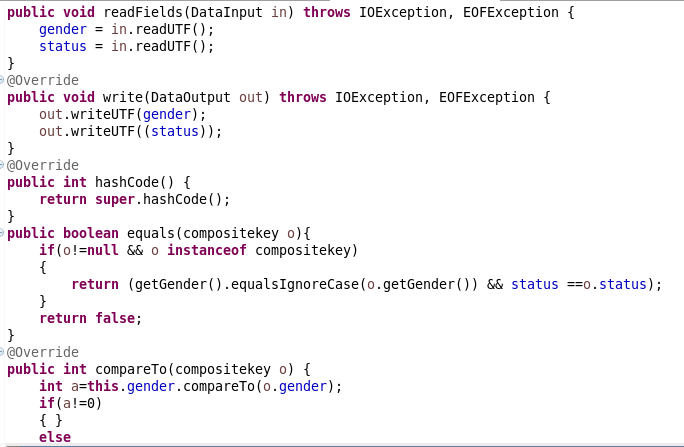 public void readFields(DataInput in) throws IOException, EOFException {
    gender = in.readUTF();
    status = in.readUTF();
}
@Override
public void write(DataOutput out) throws IOException, EOFException {
    out.writeUTF(gender);
    out.writeUTF((status));
}
@Override
public int hashCode() {
    return super.hashCode();
}
public boolean equals(compositekey o){
    if(o!=null && o instanceof compositekey)
    {
        return (getGender().equalsIgnoreCase(o.getGender()) && status ==o.status);
    }
    return false;
}
@Override
public int compareTo(compositekey o) {
    int a=this.gender.compareTo(o.gender);
    if(a!=0)
    { }
    else